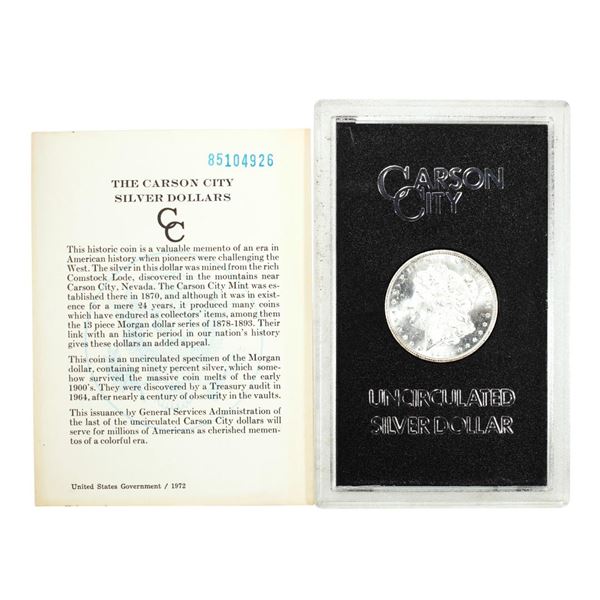 85104926
THE CARSON CITY
SILVER DOLLARS
CC
This historic coin is a valuable memento of an era in
American history when pioneers were challenging the
West. The silver in this dollar was mined from the rich
Comstock Lode, discovered in the mountains near
Carson City, Nevada. The Carson City Mint was es-
tablished there in 1870, and although it was in exist-
ence for a mere 24 years, it produced many coins
which have endured as collectors' items, among them
the 13 piece Morgan dollar series of 1878-1893. Their
link with an historic period in our nation's history
gives these dollars an added appeal.
This coin is an uncirculated specimen of the Morgan
dollar, containing ninety percent silver, which some-
how survived the massive coin melts of the early
1900's. They were discovered by a Treasury audit in
1964, after nearly a century of obscurity in the vaults.
This issuance by General Services Administration of
the last of the uncirculated Carson City dollars will
serve for millions of Americans as cherished memen-
tos of a colorful era.
United States Government / 1972
CARSON
CITY
UNCIRCULATED
SILVER DOLLAR